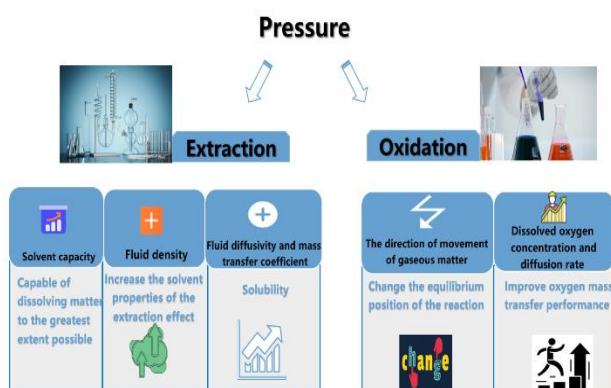 Pressure
Extraction
Oxidation
Solvent capacity
Fluid density
Fluid diffusivity and mass
transfer coefficient
The direction of movement
of gaseous matter
Dissolved oxygen
concentration and
diffusion rate
Capable of
dissolving matter
to the greatest
extent possible
Increase the solvent
properties of the
extraction effect
Solubility
Change the equilibrium
position of the reaction
Improve oxygen mass
transfer performance
change